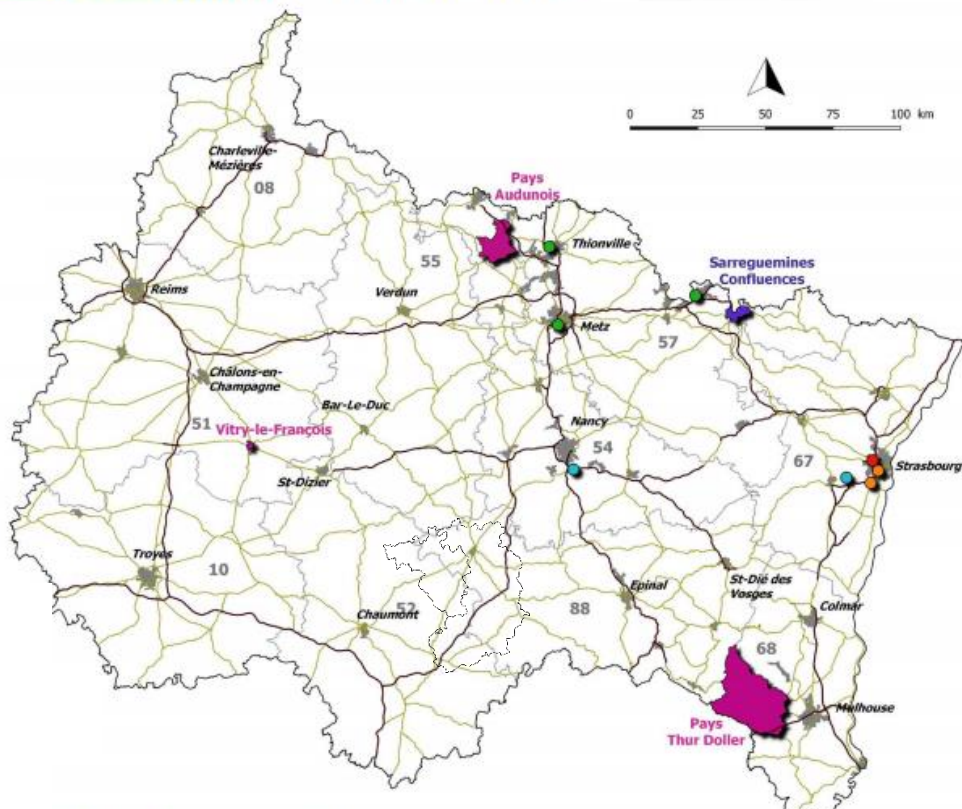 0 25 50 75 100 km
Charleville-
Mézières
08
Pays
Audunois
Thionville
55
Sarreguemines
Confluences
Reims
Verdun
Metz
57
Châlons-en-
Champagne
Bar-Le-Duc
51
Vitry-le-François
Nancy
54
67
Strasbourg
St-Dizier
Troyes
10
52
Chaumont
88
Epinal
St-Dié des
Vosges
Colmar
68
Mulhouse
Pays
Thur Doller